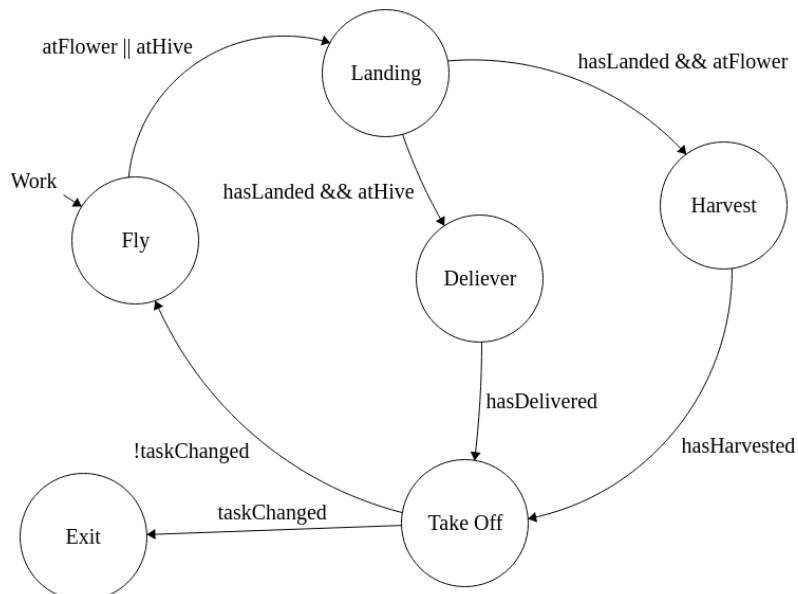 atFlower || atHive
Landing
hasLanded && atFlower
Work
hasLanded && atHive
Harvest
Fly
Deliever
hasDelivered
!taskChanged
hasHarvested
taskChanged
Take Off
Exit